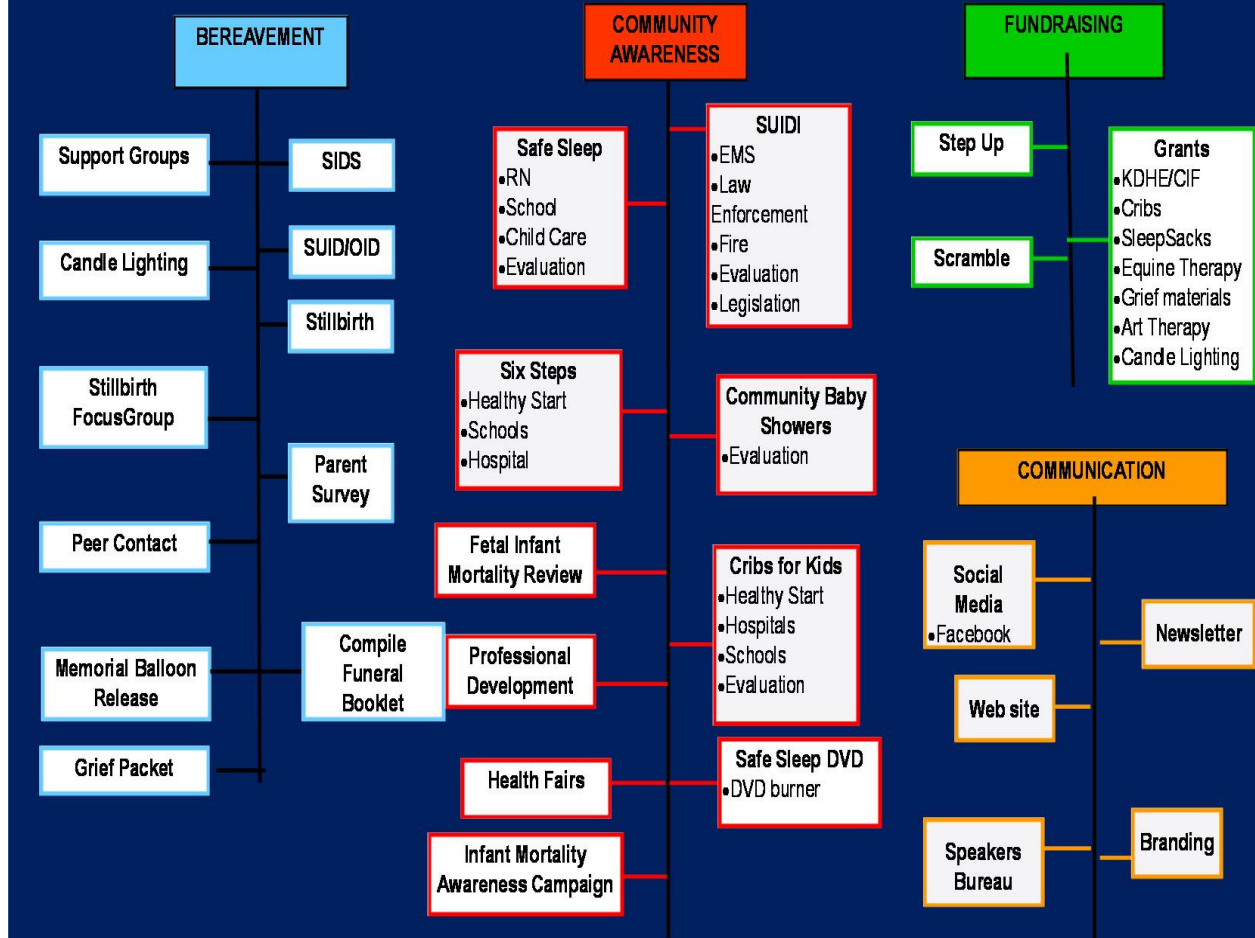 BEREAVEMENT
Support Groups
SIDS
Candle Lighting
SUID/OID
Stillbirth
Stillbirth
FocusGroup
Parent
Survey
Peer Contact
Memorial Balloon
Release
Compile
Funeral
Booklet
Grief Packet
COMMUNITY
AWARENESS
Safe Sleep
•RN
•School
•Child Care
•Evaluation
SUIDI
•EMS
•Law
Enforcement
•Fire
•Evaluation
•Legislation
Six Steps
•Healthy Start
•Schools
•Hospital
Community Baby
Showers
•Evaluation
Fetal Infant
Mortality Review
Cribs for Kids
•Healthy Start
•Hospitals
•Schools
•Evaluation
Professional
Development
Health Fairs
Safe Sleep DVD
•DVD burner
Infant Mortality
Awareness Campaign
FUNDRAISING
Step Up
Grants
•KDHE/CIF
•Cribs
•SleepSacks
•Equine Therapy
•Grief materials
•Art Therapy
•Candle Lighting
Scramble
COMMUNICATION
Social
Media
•Facebook
Newsletter
Web site
Speakers
Bureau
Branding